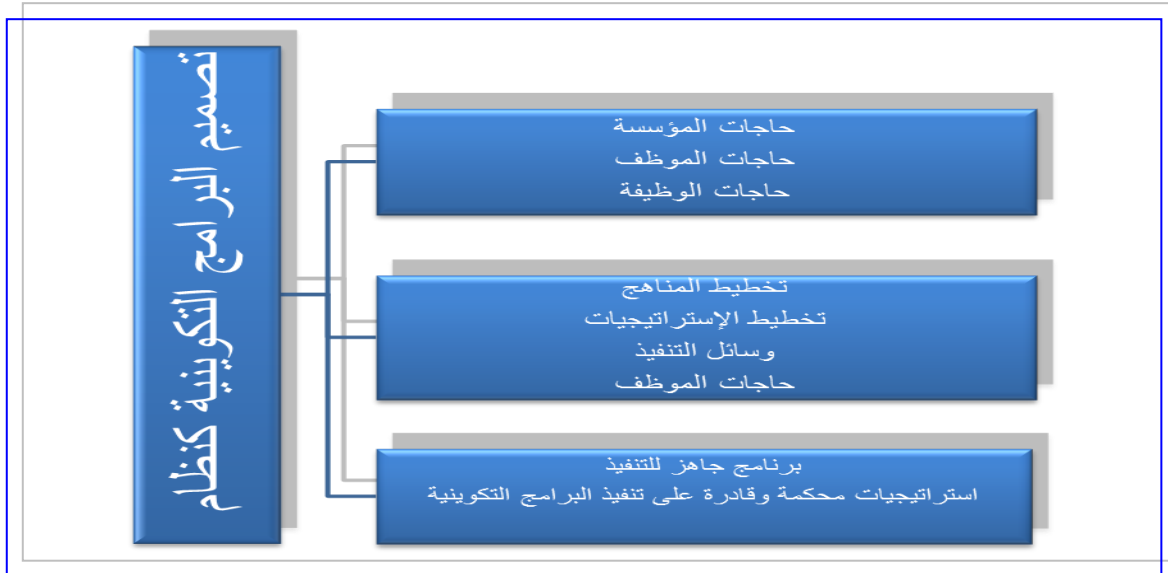 تصميم البرامج التكوينية كنظام
حاجات المؤسسة
حاجات الموظف
حاجات الوظيفة
تخطيط المناهج
تخطيط الإستراتيجيات
وسائل التنفيذ
حاجات الموظف
برنامج جاهز للتنفيذ
استراتيجيات محكمة وقادرة على تنفيذ البرامج التكوينية